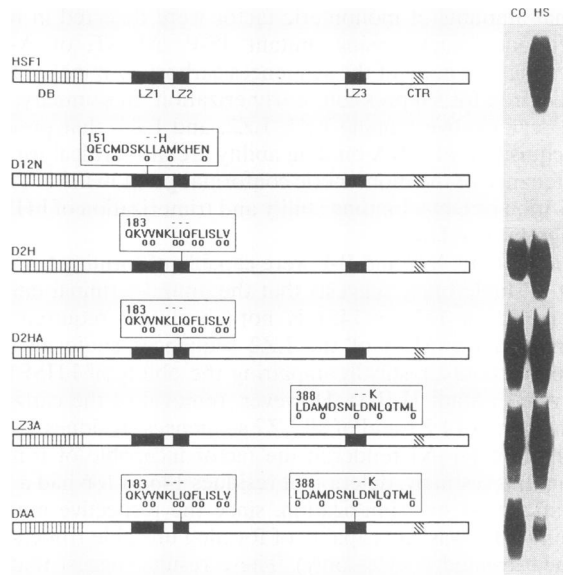 CO HS
HSF1
DB LZ1 LZ2 LZ3 CTR
151 --H
QECMDSKLLAMKHEN
o o o o o
D12N
183 ---
QKVVNKLIQFLISLV
oo oo oo
D2H
183 ---
QKVVNKLIQFLISLV
oo oo oo
D2HA
388 --K
LDAMDSNLDNLQTML
o o o o o
LZ3A
183 ---
QKVVNKLIQFLISLV
oo oo oo
388 --K
LDAMDSNLDNLQTML
o o o o o
DAA